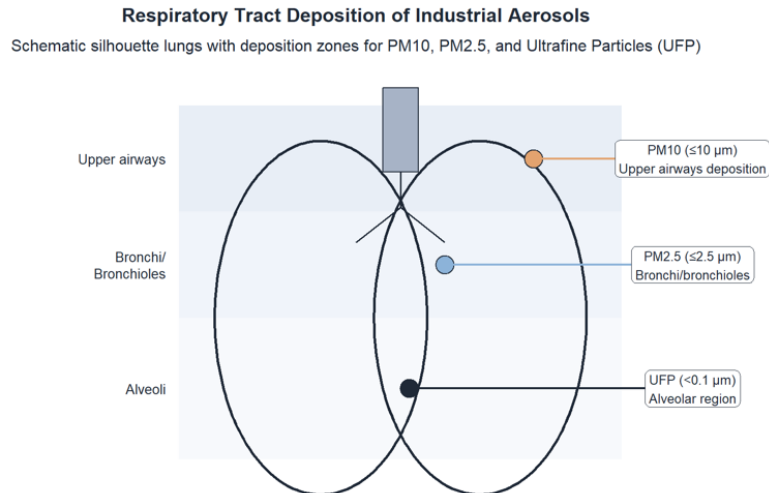 Respiratory Tract Deposition of Industrial Aerosols
Schematic silhouette lungs with deposition zones for PM10, PM2.5, and Ultrafine Particles (UFP)
Upper airways
PM10 (≤10 µm)
Upper airways deposition
Bronchi/
Bronchioles
PM2.5 (≤2.5 µm)
Bronchi/bronchioles
Alveoli
UFP (<0.1 µm)
Alveolar region